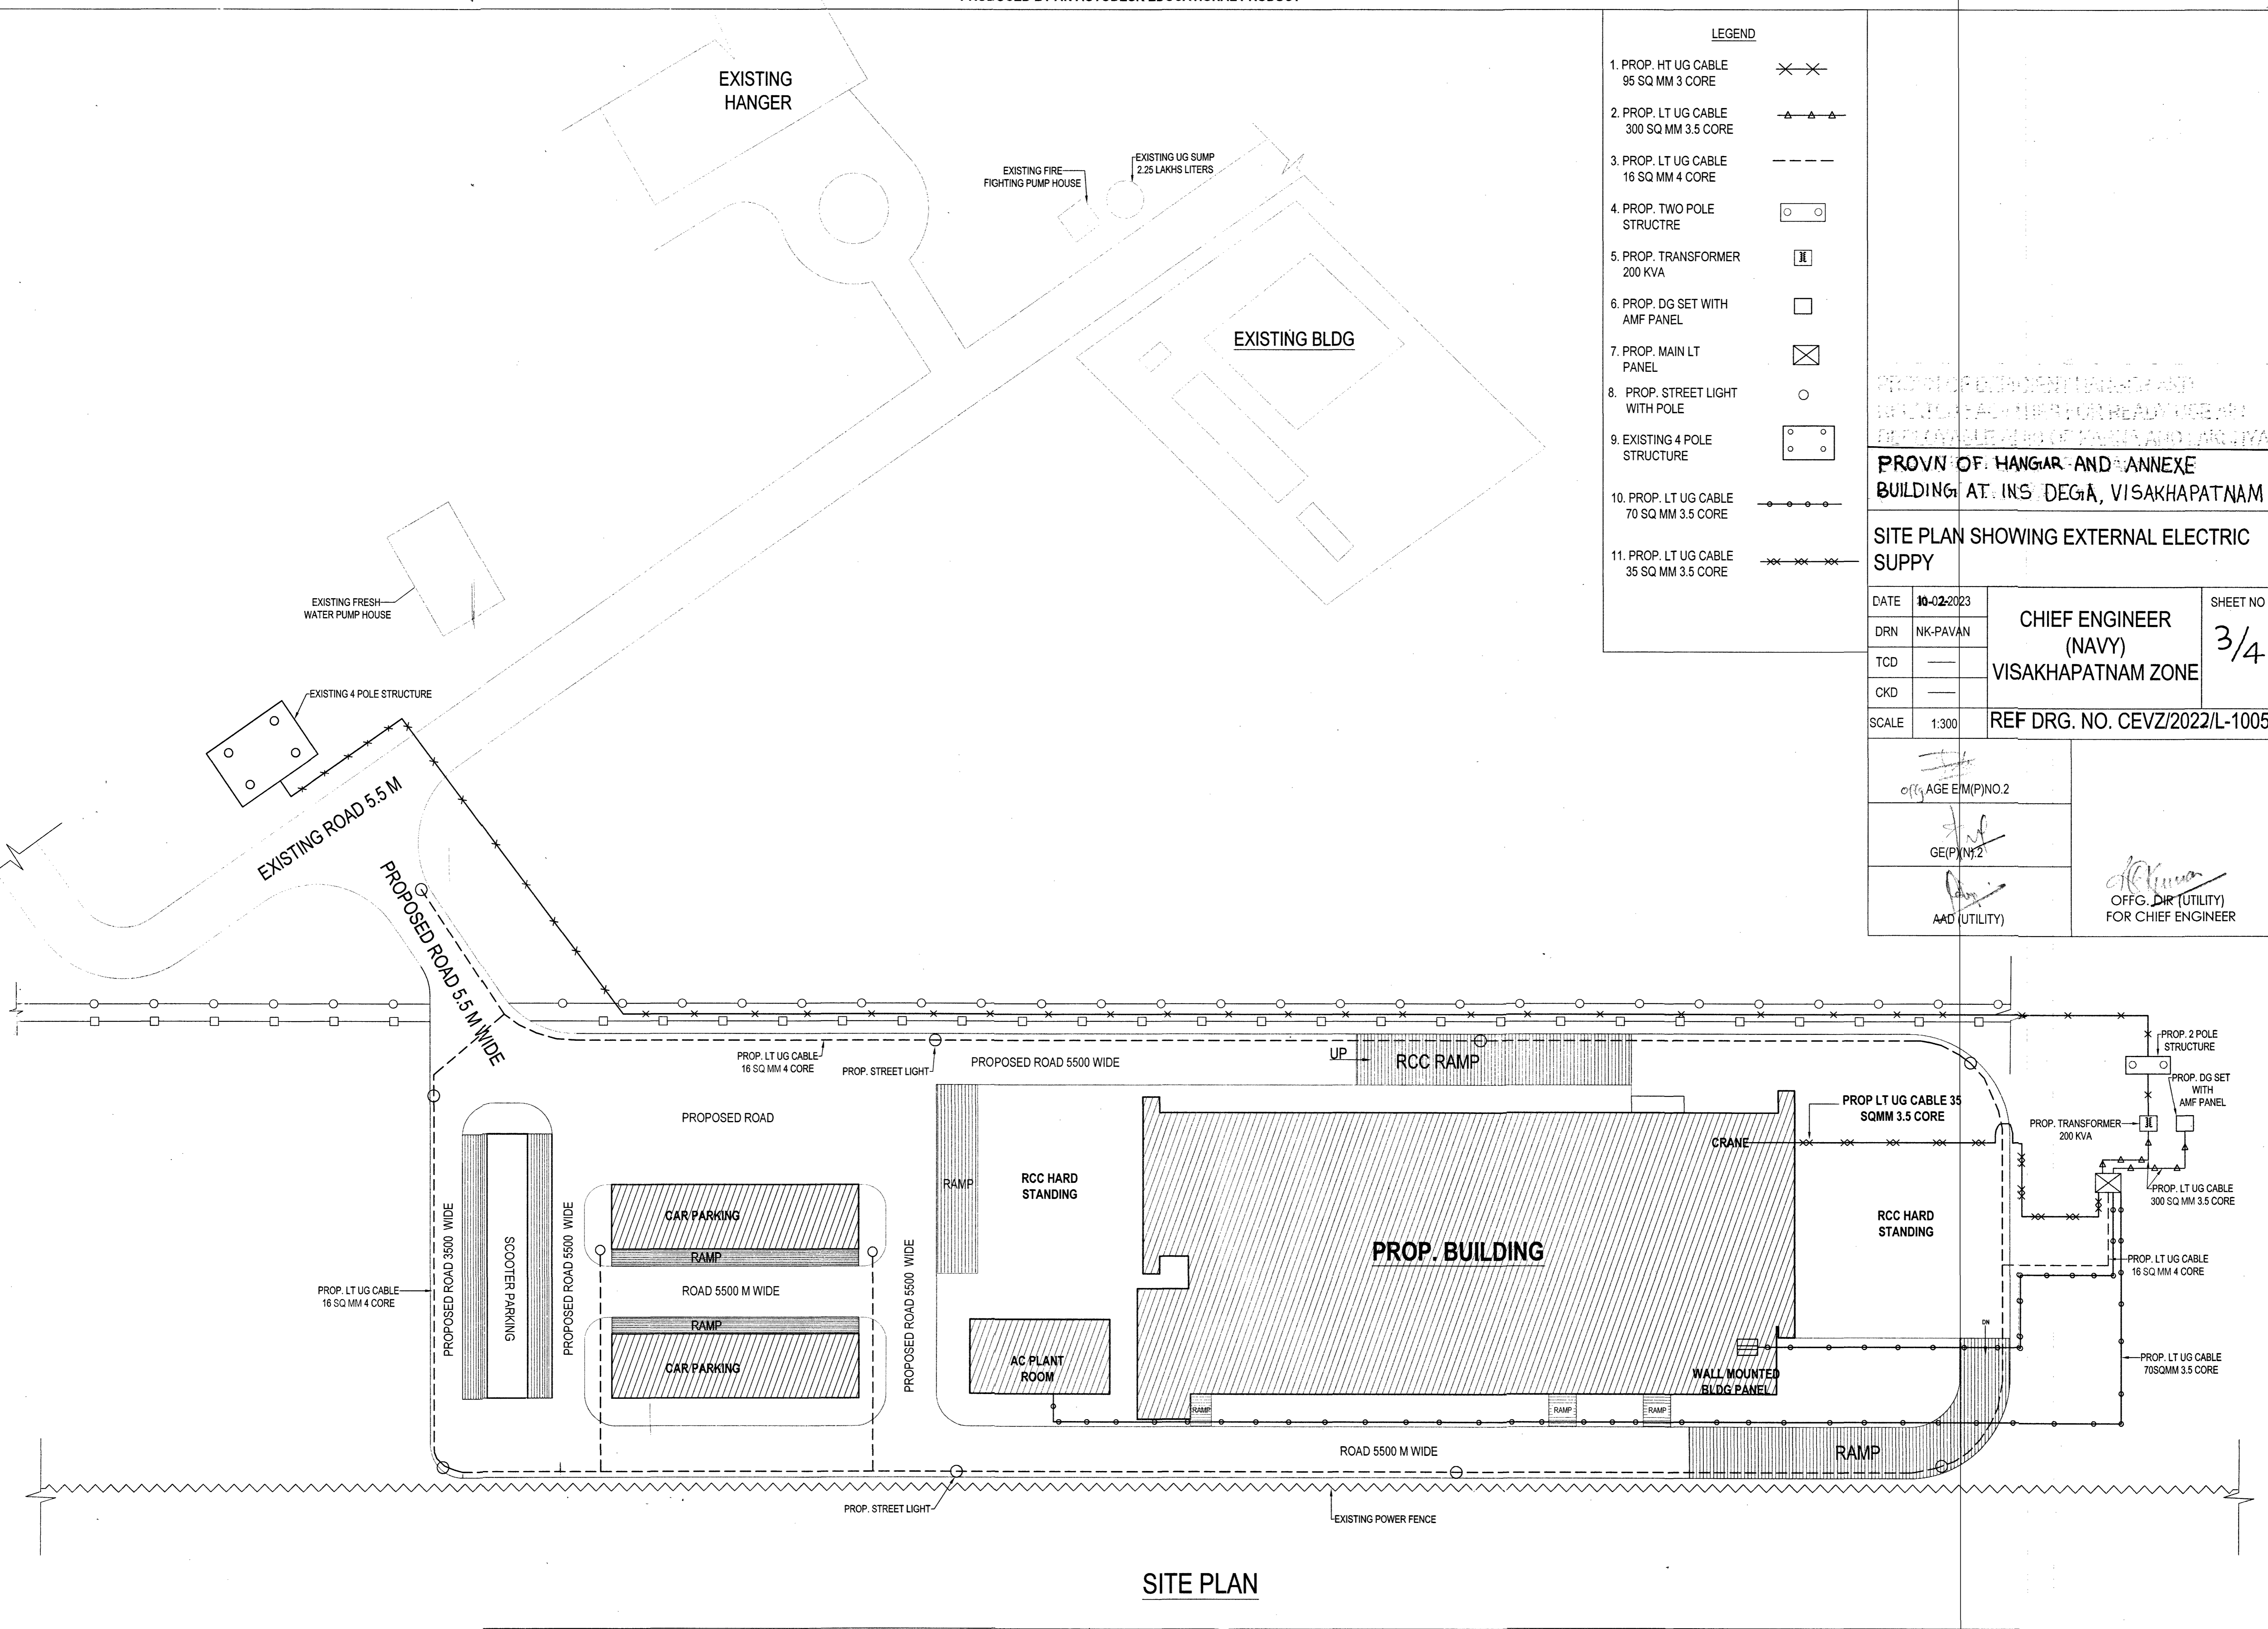 EXISTING
HANGER
EXISTING FIRE
FIGHTING PUMP HOUSE
EXISTING UG SUMP
2.25 LAKHS LITERS
EXISTING BLDG
EXISTING FRESH
WATER PUMP HOUSE
EXISTING 4 POLE STRUCTURE
EXISTING ROAD 5.5 M
PROPOSED ROAD 5.5 M WIDE
LEGEND
1. PROP. HT UG CABLE
95 SQ MM 3 CORE
2. PROP. LT UG CABLE
300 SQ MM 3.5 CORE
3. PROP. LT UG CABLE
16 SQ MM 4 CORE
4. PROP. TWO POLE
STRUCTRE
5. PROP. TRANSFORMER
200 KVA
6. PROP. DG SET WITH
AMF PANEL
7. PROP. MAIN LT
PANEL
8. PROP. STREET LIGHT
WITH POLE
9. EXISTING 4 POLE
STRUCTURE
10. PROP. LT UG CABLE
70 SQ MM 3.5 CORE
11. PROP. LT UG CABLE
35 SQ MM 3.5 CORE
PROVN OF HANGAR AND ANNEXE
BUILDING AT INS DEGA, VISAKHAPATNAM
SITE PLAN SHOWING EXTERNAL ELECTRIC
SUPPY
DATE 10-02-2023
DRN NK-PAVAN
TCD
CKD
SCALE 1:300
CHIEF ENGINEER
(NAVY)
VISAKHAPATNAM ZONE
SHEET NO
3/4
REF DRG. NO. CEVZ/2022/L-1005
offg AGE E/M(P)NO.2
GE(P)(N).2
AAD (UTILITY)
OFFG. DIR (UTILITY)
FOR CHIEF ENGINEER
PROP. LT UG CABLE
16 SQ MM 4 CORE
PROP. STREET LIGHT
PROPOSED ROAD 5500 WIDE
UP
RCC RAMP
PROPOSED ROAD
PROP LT UG CABLE 35
SQMM 3.5 CORE
CRANE
PROP. 2 POLE
STRUCTURE
PROP. DG SET
WITH
AMF PANEL
PROP. TRANSFORMER
200 KVA
PROP. LT UG CABLE
300 SQ MM 3.5 CORE
RAMP
RCC HARD
STANDING
CAR PARKING
RAMP
ROAD 5500 M WIDE
RAMP
CAR PARKING
SCOOTER PARKING
PROPOSED ROAD 3500 WIDE
PROPOSED ROAD 5500 WIDE
PROPOSED ROAD 5500 WIDE
PROP. LT UG CABLE
16 SQ MM 4 CORE
PROP. BUILDING
RCC HARD
STANDING
PROP. LT UG CABLE
16 SQ MM 4 CORE
DN
AC PLANT
ROOM
WALL MOUNTED
BLDG PANEL
PROP. LT UG CABLE
70SQMM 3.5 CORE
RAMP
RAMP
RAMP
ROAD 5500 M WIDE
RAMP
PROP. STREET LIGHT
EXISTING POWER FENCE
SITE PLAN